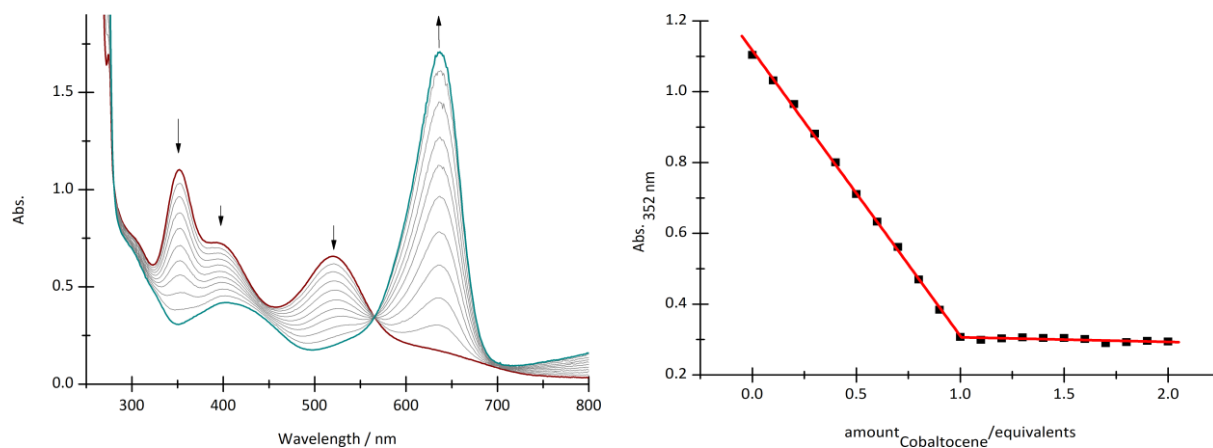 Abs.
1.5
1.0
0.5
0.0
300 400 500 600 700 800
Wavelength / nm
Abs. 352 nm
1.2
1.0
0.8
0.6
0.4
0.2
0.0 0.5 1.0 1.5 2.0
amount Cobaltocene/equivalents